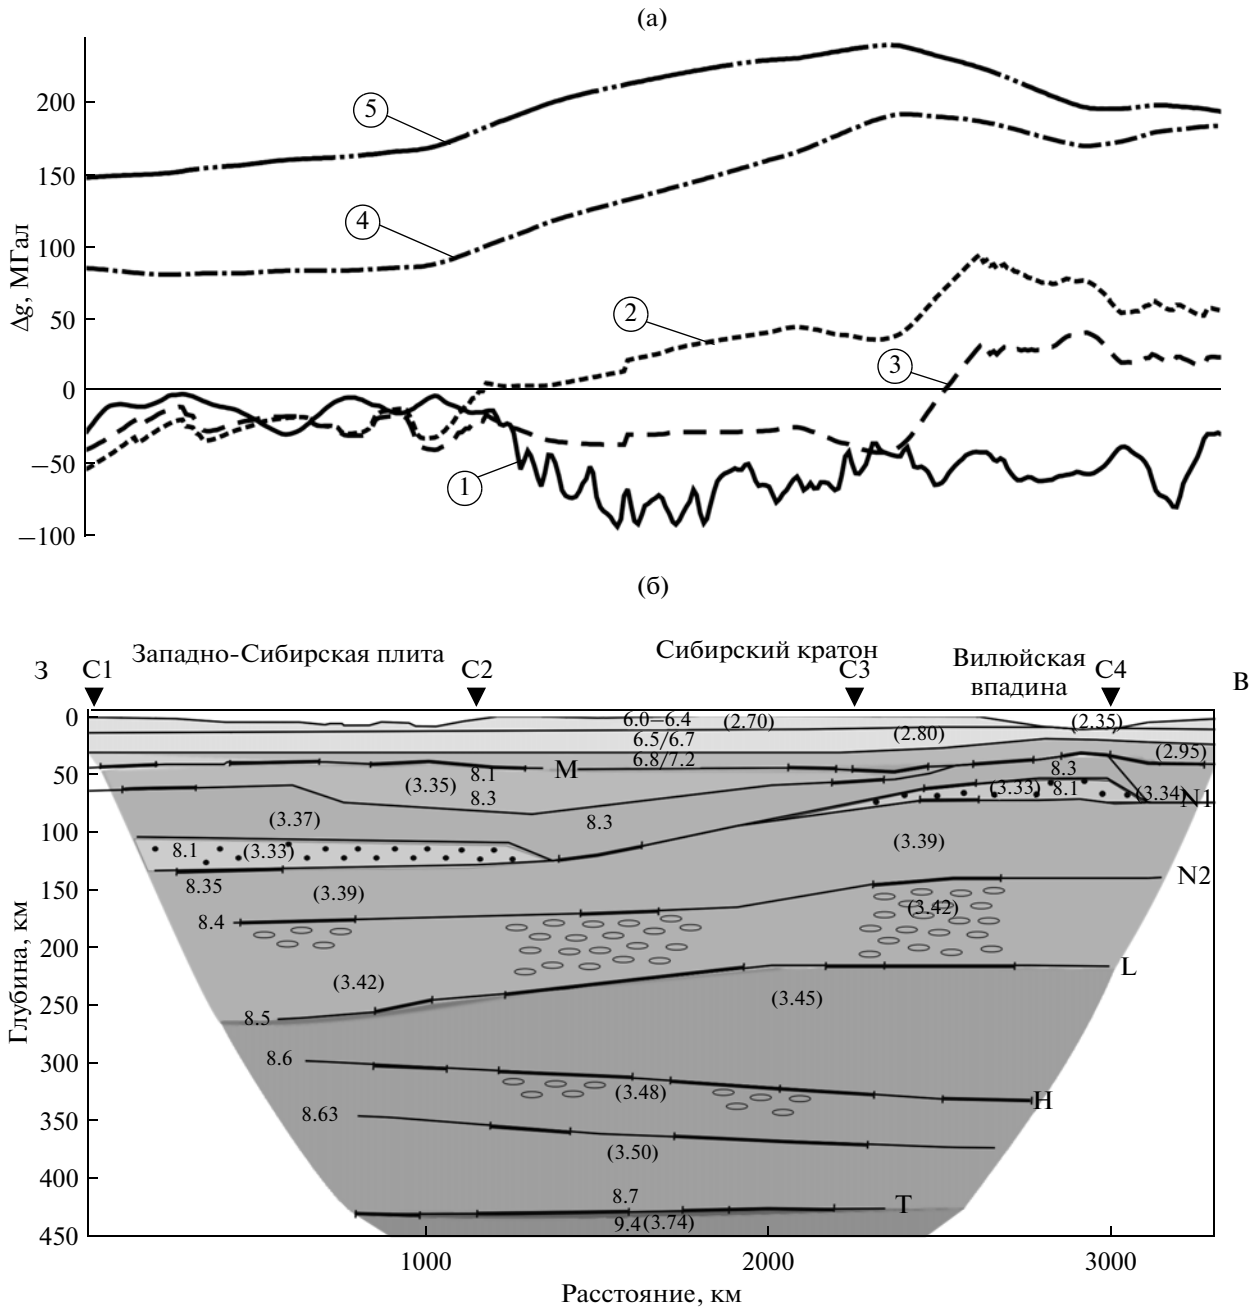 (а)
200
150
100
50
0
−50
−100
Δg, МГал
5
4
2
3
1
(б)
Западно-Сибирская плита
Сибирский кратон
Вилюйская
впадина
З
C1
C2
C3
C4
В
0
50
100
150
200
250
300
350
400
450
Глубина, км
6.0−6.4
(2.70)
(2.35)
6.5/6.7
(2.80)
6.8/7.2
(2.95)
M
8.1
8.3
(3.35)
8.3
(3.33)
8.1
(3.34)
N1
(3.37)
8.3
8.1
(3.33)
(3.39)
8.35
(3.39)
N2
8.4
(3.42)
(3.42)
L
(3.45)
8.5
8.6
(3.48)
H
8.63
(3.50)
8.7
T
9.4
(3.74)
1000
2000
3000
Расстояние, км